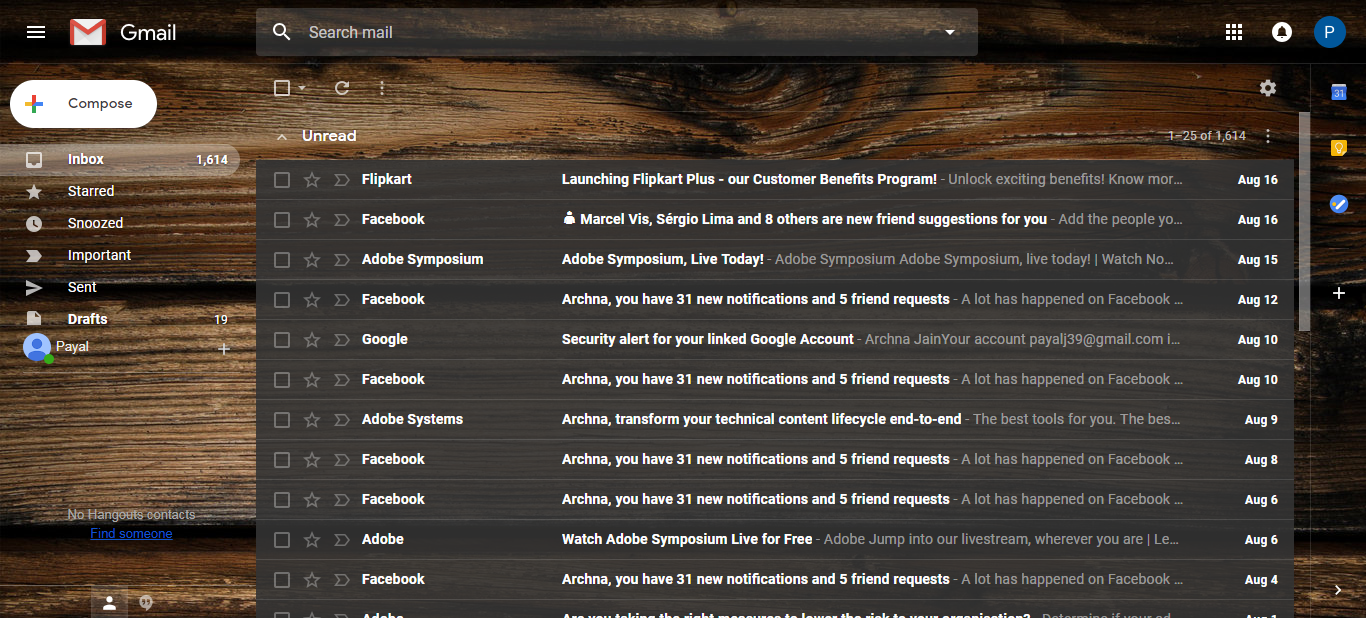 Gmail
Search mail
P
Compose
31
Unread
1–25 of 1,614
Inbox 1,614
Starred
Snoozed
Important
Sent
Drafts 19
Payal
No Hangouts contacts
Find someone
Flipkart Launching Flipkart Plus - our Customer Benefits Program! - Unlock exciting benefits! Know mor... Aug 16
Facebook Marcel Vis, Sérgio Lima and 8 others are new friend suggestions for you - Add the people yo... Aug 16
Adobe Symposium Adobe Symposium, Live Today! - Adobe Symposium Adobe Symposium, live today! | Watch No... Aug 15
Facebook Archna, you have 31 new notifications and 5 friend requests - A lot has happened on Facebook ... Aug 12
Google Security alert for your linked Google Account - Archna JainYour account payalj39@gmail.com i... Aug 10
Facebook Archna, you have 31 new notifications and 5 friend requests - A lot has happened on Facebook ... Aug 10
Adobe Systems Archna, transform your technical content lifecycle end-to-end - The best tools for you. The bes... Aug 9
Facebook Archna, you have 31 new notifications and 5 friend requests - A lot has happened on Facebook ... Aug 8
Facebook Archna, you have 31 new notifications and 5 friend requests - A lot has happened on Facebook ... Aug 6
Adobe Watch Adobe Symposium Live for Free - Adobe Jump into our livestream, wherever you are | Le... Aug 6
Facebook Archna, you have 31 new notifications and 5 friend requests - A lot has happened on Facebook ... Aug 4
Adobe Are you taking the right measures to lower the risk to your organisation? - Determine if your ad... Aug 1